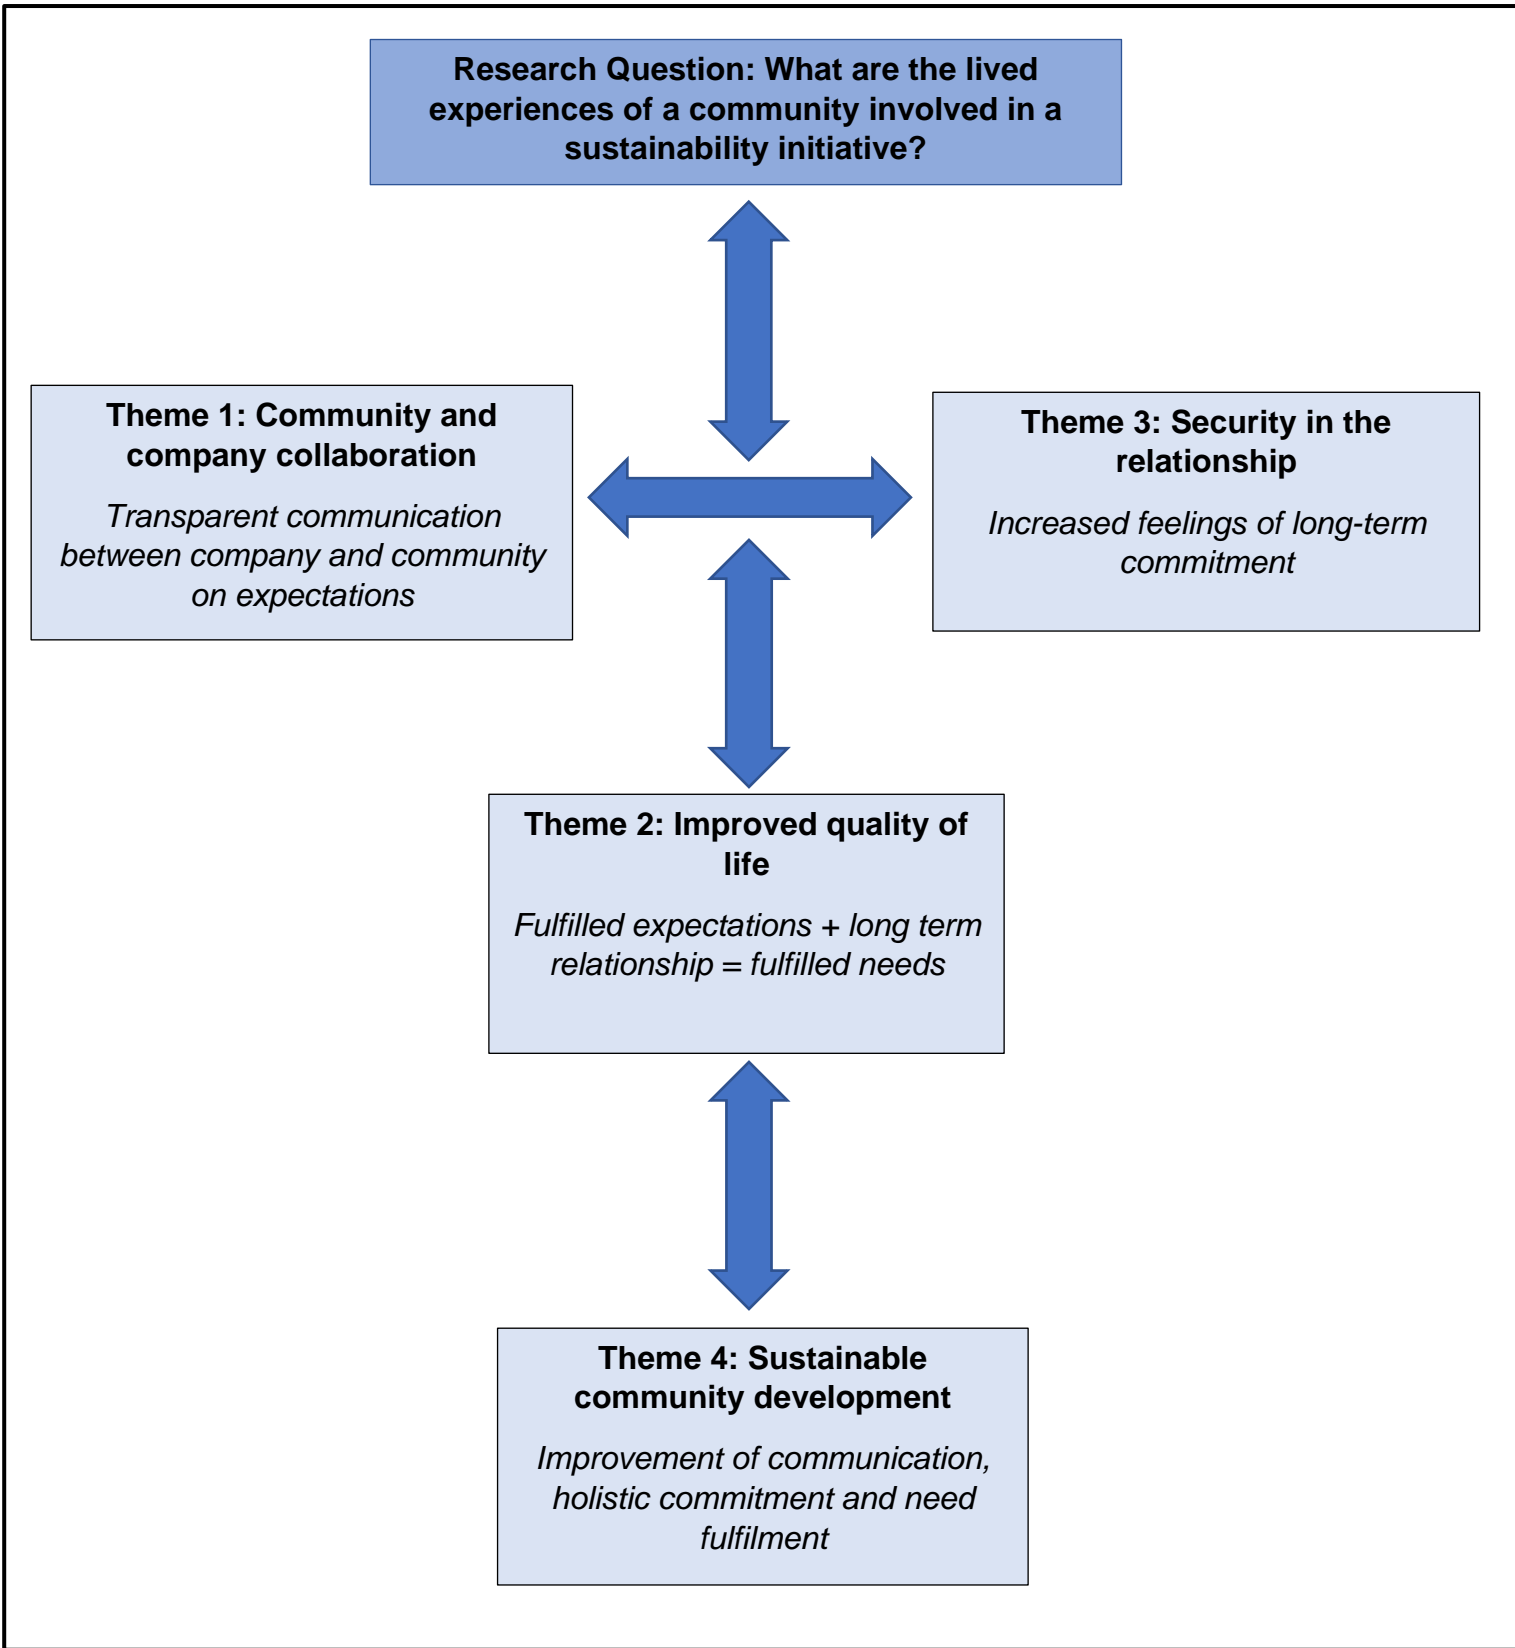 Research Question: What are the lived
experiences of a community involved in a
sustainability initiative?
Theme 1: Community and
company collaboration
Transparent communication
between company and community
on expectations
Theme 3: Security in the
relationship
Increased feelings of long-term
commitment
Theme 2: Improved quality of
life
Fulfilled expectations + long term
relationship = fulfilled needs
Theme 4: Sustainable
community development
Improvement of communication,
holistic commitment and need
fulfilment